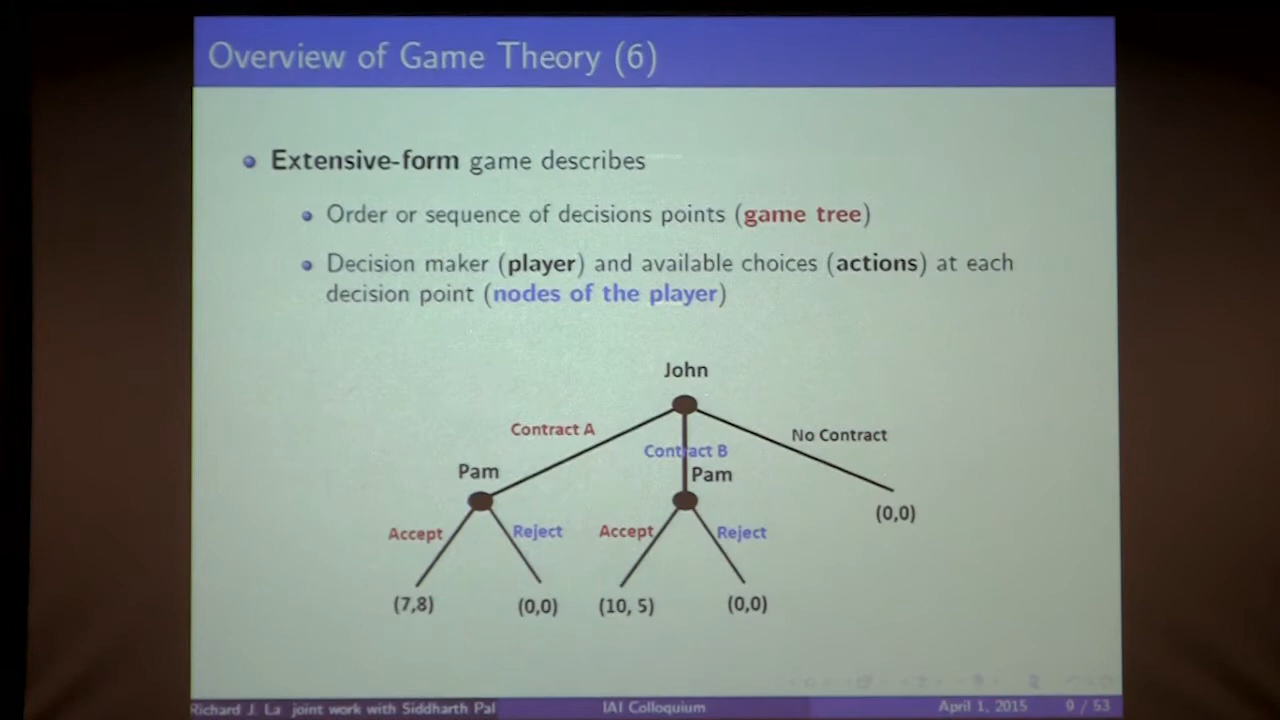 Overview of Game Theory (6)
Extensive-form game describes
Order or sequence of decisions points (game tree)
Decision maker (player) and available choices (actions) at each
decision point (nodes of the player)
John
Contract A
No Contract
Contract B
Pam
Pam
(0,0)
Accept
Reject
Accept
Reject
(7,8)
(0,0)
(10, 5)
(0,0)
Richard J. La joint work with Siddharth Pal
IAI Colloquium
April 1, 2015
9 / 53